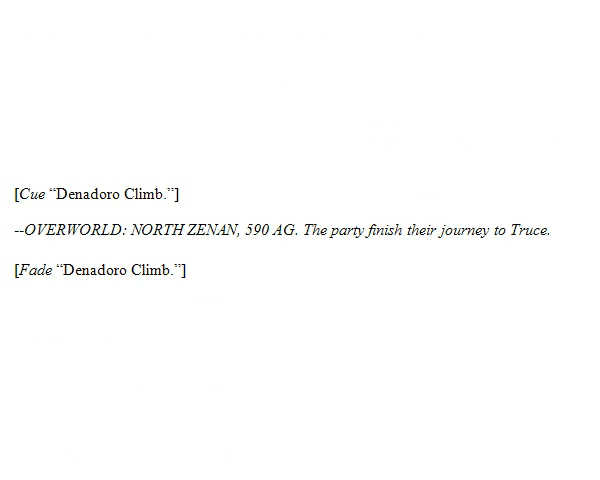 [Cue “Denadoro Climb.”]
--OVERWORLD: NORTH ZENAN, 590 AG. The party finish their journey to Truce.
[Fade “Denadoro Climb.”]